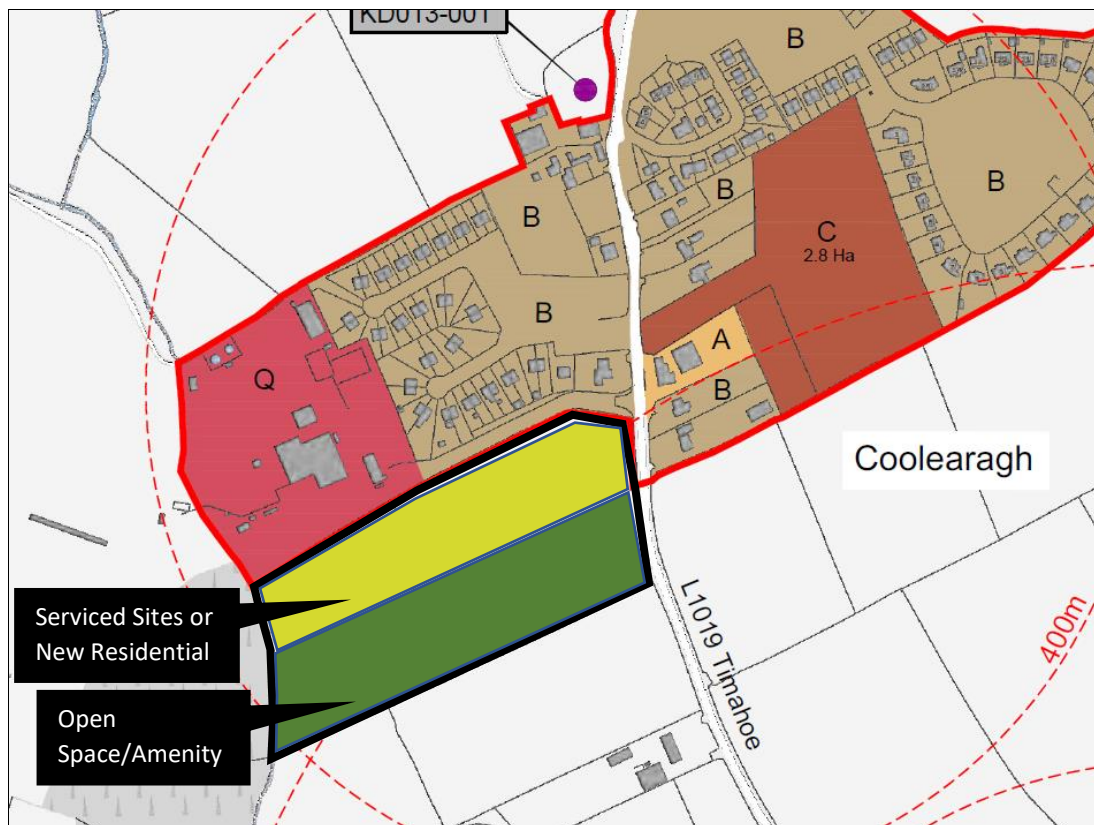 KD013-001
B
B
B
B
B
C
2.8 Ha
A
B
Q
Coolearagh
Serviced Sites or
New Residential
Open
Space/Amenity
L1019 Timahoe
400m